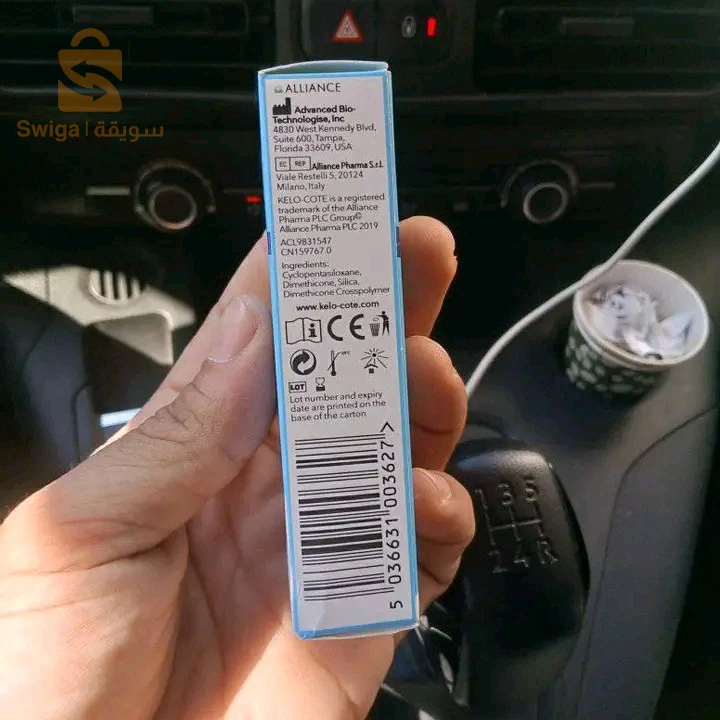 Swiga | سويقة
ALLIANCE
Advanced Bio-
Technologise, Inc
4830 West Kennedy Blvd,
Suite 600, Tampa,
Florida 33609, USA
EC REP Alliance Pharma S.r.l
Viale Restelli 5, 20124
Milano, Italy
KELO-COTE is a registered
trademark of the Alliance
Pharma PLC Group©
Alliance Pharma PLC 2019
ACL9831547
CN159767.0
Ingredients:
Cyclopentasiloxane,
Dimethicone, Silica,
Dimethicone Crosspolymer
www.kelo-cote.com
CE
LOT
Lot number and expiry
date are printed on the
base of the carton
5 036631 003627 >
1 3 5
2 4 R